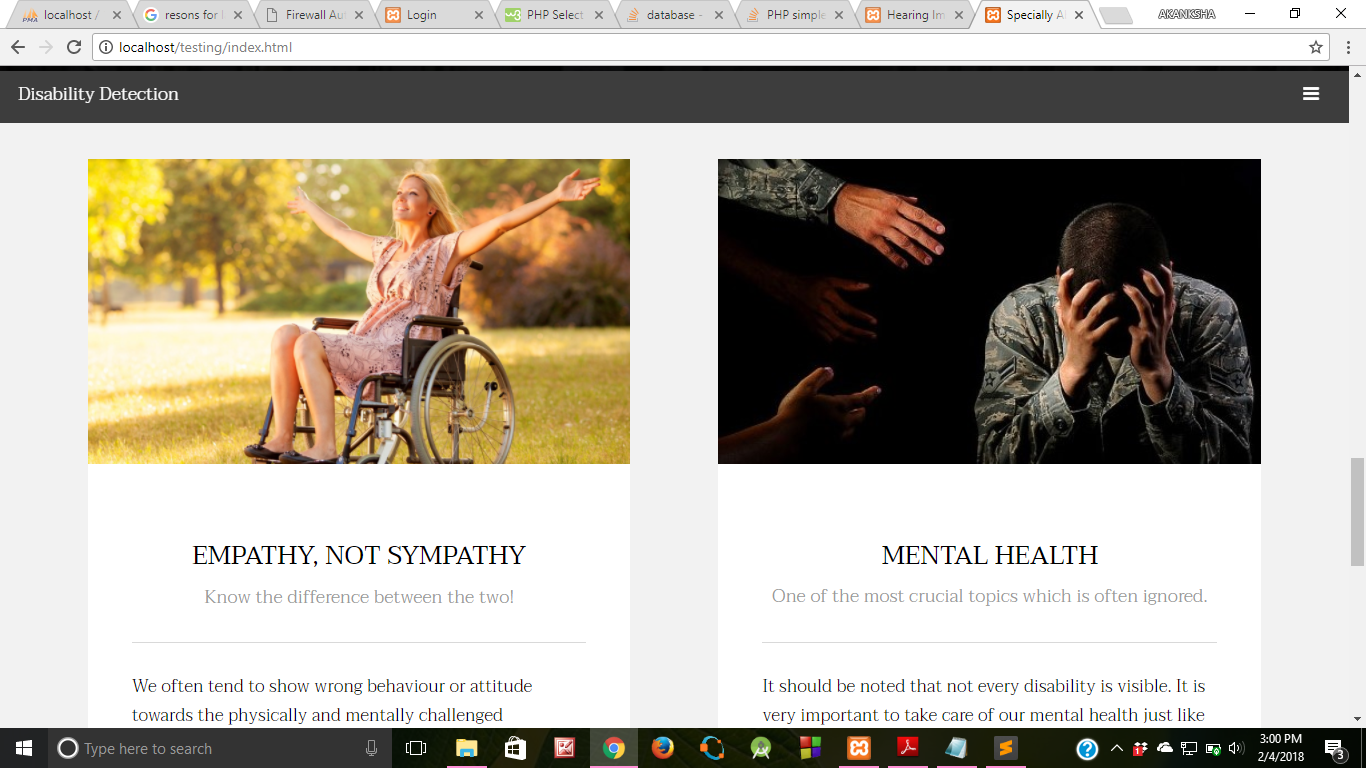 localhost /
resons for
Firewall Au
Login
PHP Select
database -
PHP simple
Hearing Im
Specially A
AKANKSHA
localhost/testing/index.html
Disability Detection
EMPATHY, NOT SYMPATHY
Know the difference between the two!
We often tend to show wrong behaviour or attitude
towards the physically and mentally challenged
MENTAL HEALTH
One of the most crucial topics which is often ignored.
It should be noted that not every disability is visible. It is
very important to take care of our mental health just like
Type here to search
3:00 PM
2/4/2018
3